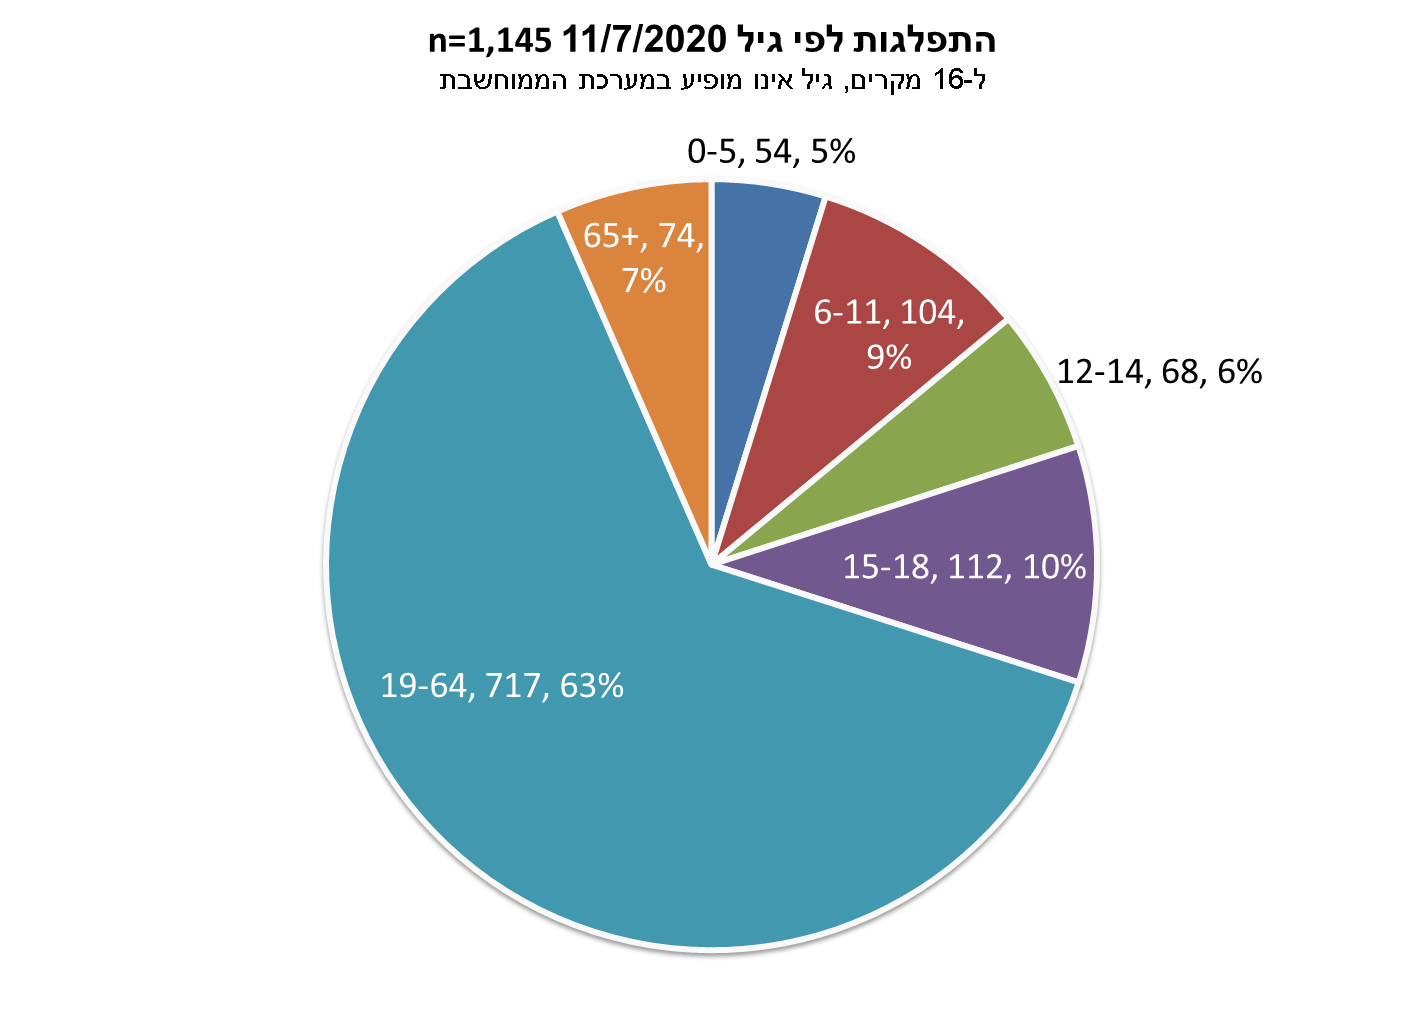 התפלגות לפי גיל 11/7/2020 n=1,145
ל-16 מקרים, גיל אינו מופיע במערכת הממוחשבת
0-5, 54, 5%
65+, 74,
7%
6-11, 104,
9%
12-14, 68, 6%
15-18, 112, 10%
19-64, 717, 63%